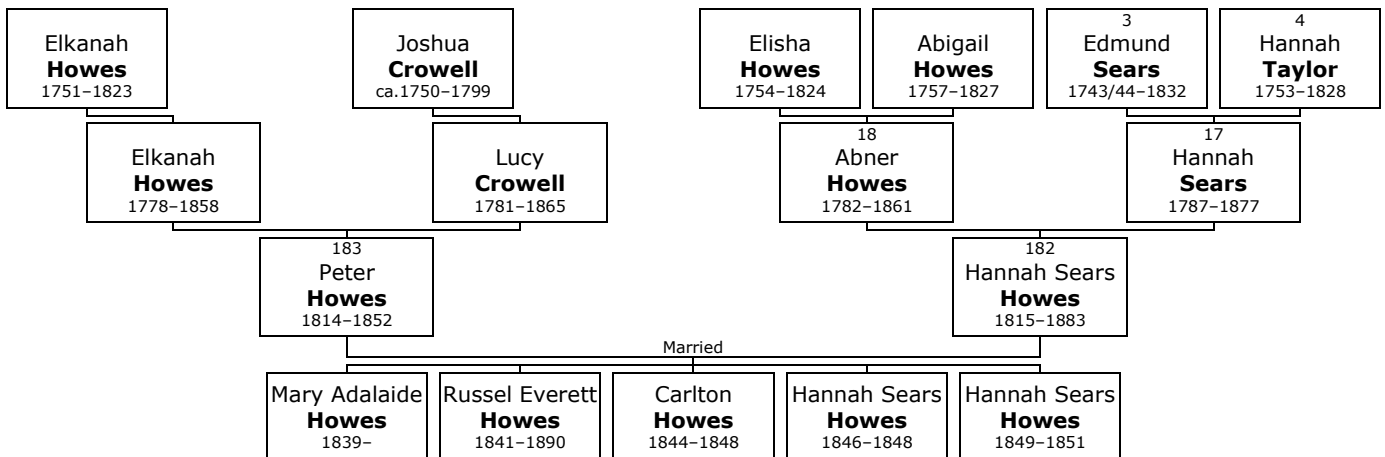 Elkanah
Howes
1751–1823
Joshua
Crowell
ca.1750–1799
Elisha
Howes
1754–1824
Abigail
Howes
1757–1827
3
Edmund
Sears
1743/44–1832
4
Hannah
Taylor
1753–1828
Elkanah
Howes
1778–1858
Lucy
Crowell
1781–1865
18
Abner
Howes
1782–1861
17
Hannah
Sears
1787–1877
183
Peter
Howes
1814–1852
182
Hannah Sears
Howes
1815–1883
Married
Mary Adalaide
Howes
1839–
Russel Everett
Howes
1841–1890
Carlton
Howes
1844–1848
Hannah Sears
Howes
1846–1848
Hannah Sears
Howes
1849–1851